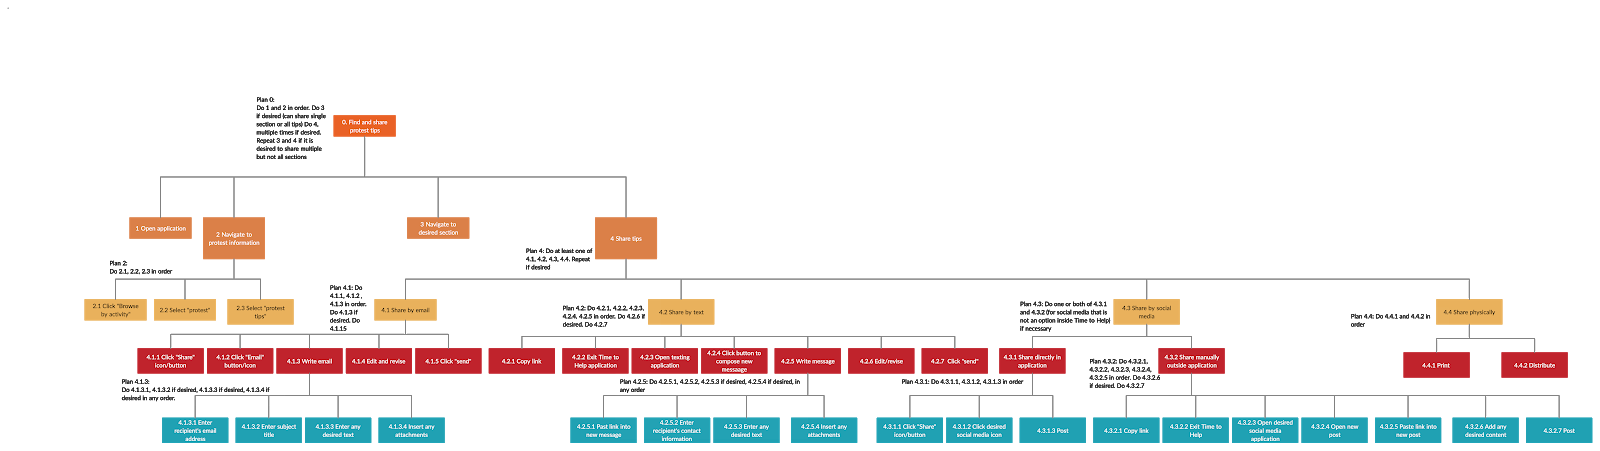 Plan 0:
Do 1 and 2 in order. Do 3
if desired (can share single
section or all tips) Do 4,
multiple times if desired.
Repeat 3 and 4 if it is
desired to share multiple
but not all sections
0. Find and share
protest tips
1 Open application
2 Navigate to
protest information
3 Navigate to
desired section
4 Share tips
Plan 2:
Do 2.1, 2.2, 2.3 in order
Plan 4: Do at least one of
4.1, 4.2, 4.3, 4.4. Repeat
if desired
2.1 Click "Browse
by activity"
2.2 Select "protest"
2.3 Select "protest
tips"
Plan 4.1: Do
4.1.1, 4.1.2 ,
4.1.3 in order.
Do 4.1.3 if
desired. Do
4.1.15
4.1 Share by email
Plan 4.2: Do 4.2.1, 4.2.2, 4.2.3,
4.2.4, 4.2.5 in order. Do 4.2.6 if
desired. Do 4.2.7
4.2 Share by text
Plan 4.3: Do one or both of 4.3.1
and 4.3.2 (for social media that is
not an option inside Time to Help)
if necessary
4.3 Share by social
media
Plan 4.4: Do 4.4.1 and 4.4.2 in
order
4.4 Share physically
4.1.1 Click "Share"
icon/button
4.1.2 Click "Email"
button/icon
4.1.3 Write email
4.1.4 Edit and revise
4.1.5 Click "send"
4.2.1 Copy link
4.2.2 Exit Time to
Help application
4.2.3 Open texting
application
4.2.4 Click button to
compose new
message
4.2.5 Write message
4.2.6 Edit/revise
4.2.7 Click "send"
4.3.1 Share directly in
application
4.3.2 Share manually
outside application
4.4.1 Print
4.4.2 Distribute
Plan 4.1.3:
Do 4.1.3.1, 4.1.3.2 if desired, 4.1.3.3 if desired, 4.1.3.4 if
desired in any order.
Plan 4.2.5: Do 4.2.5.1, 4.2.5.2, 4.2.5.3 if desired, 4.2.5.4 if desired, in
any order
Plan 4.3.1: Do 4.3.1.1, 4.3.1.2, 4.3.1.3 in order
Plan 4.3.2: Do 4.3.2.1,
4.3.2.2, 4.3.2.3, 4.3.2.4,
4.3.2.5 in order. Do 4.3.2.6
if desired. Do 4.3.2.7
4.1.3.1 Enter
recipient's email
address
4.1.3.2 Enter subject
title
4.1.3.3 Enter any
desired text
4.1.3.4 Insert any
attachments
4.2.5.1 Past link into
new message
4.2.5.2 Enter
recipient's contact
information
4.2.5.3 Enter any
desired text
4.2.5.4 Insert any
attachments
4.3.1.1 Click "Share"
icon/button
4.3.1.2 Click desired
social media icon
4.3.1.3 Post
4.3.2.1 Copy link
4.3.2.2 Exit Time to
Help
4.3.2.3 Open desired
social media
application
4.3.2.4 Open new
post
4.3.2.5 Paste link into
new post
4.3.2.6 Add any
desired content
4.3.2.7 Post